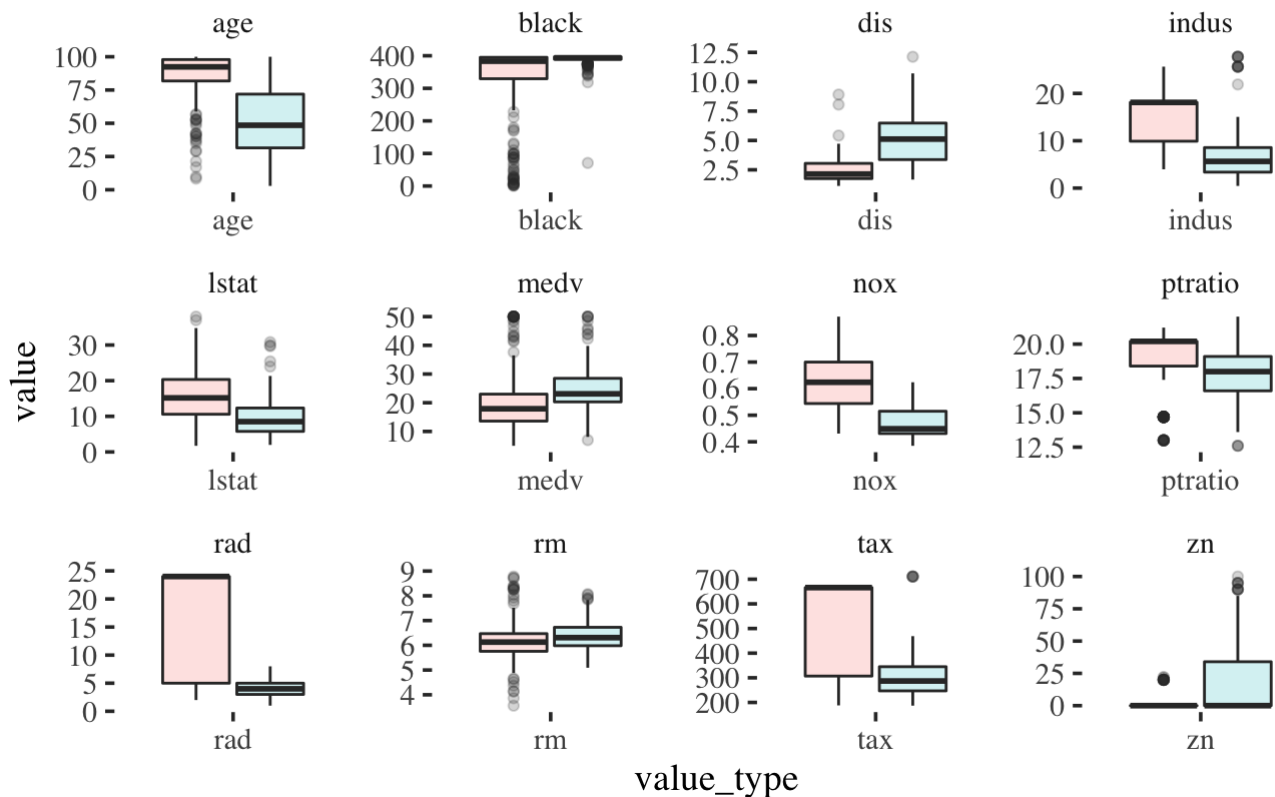 age black dis indus
100 400 12.5
75 300 10.0 20
50 200 7.5 10
25 100 5.0
0 0 2.5 0
age black dis indus
lstat medv nox ptratio
30 50 0.8 20.0
20 40 0.7 17.5
10 30 0.6 15.0
0 20 0.5 12.5
10 0.4
value
lstat medv nox ptratio
rad rm tax zn
25 9 700 100
20 8 600 75
15 7 500 50
10 6 400 25
5 5 300 0
0 4 200
rad rm tax zn
value_type